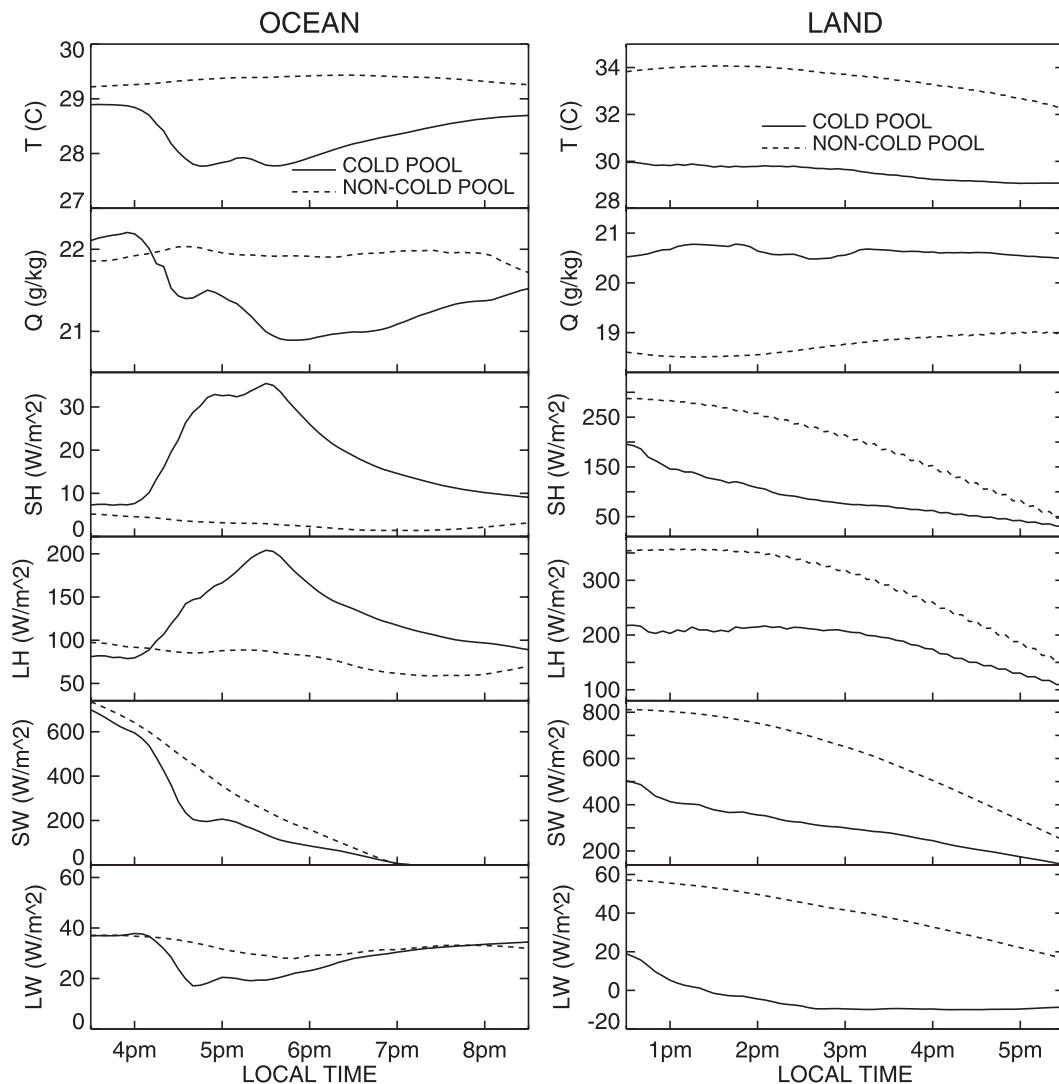 OCEAN
LAND
30
29
28
27
T (C)
COLD POOL
NON-COLD POOL
34
32
30
28
T (C)
COLD POOL
NON-COLD POOL
22
21
Q (g/kg)
21
20
19
Q (g/kg)
30
20
10
0
SH (W/m^2)
250
150
50
SH (W/m^2)
200
150
100
50
LH (W/m^2)
300
200
100
LH (W/m^2)
600
400
200
0
SW (W/m^2)
800
600
400
200
SW (W/m^2)
60
40
20
0
LW (W/m^2)
60
40
20
0
-20
LW (W/m^2)
4pm 5pm 6pm 7pm 8pm
LOCAL TIME
1pm 2pm 3pm 4pm 5pm
LOCAL TIME